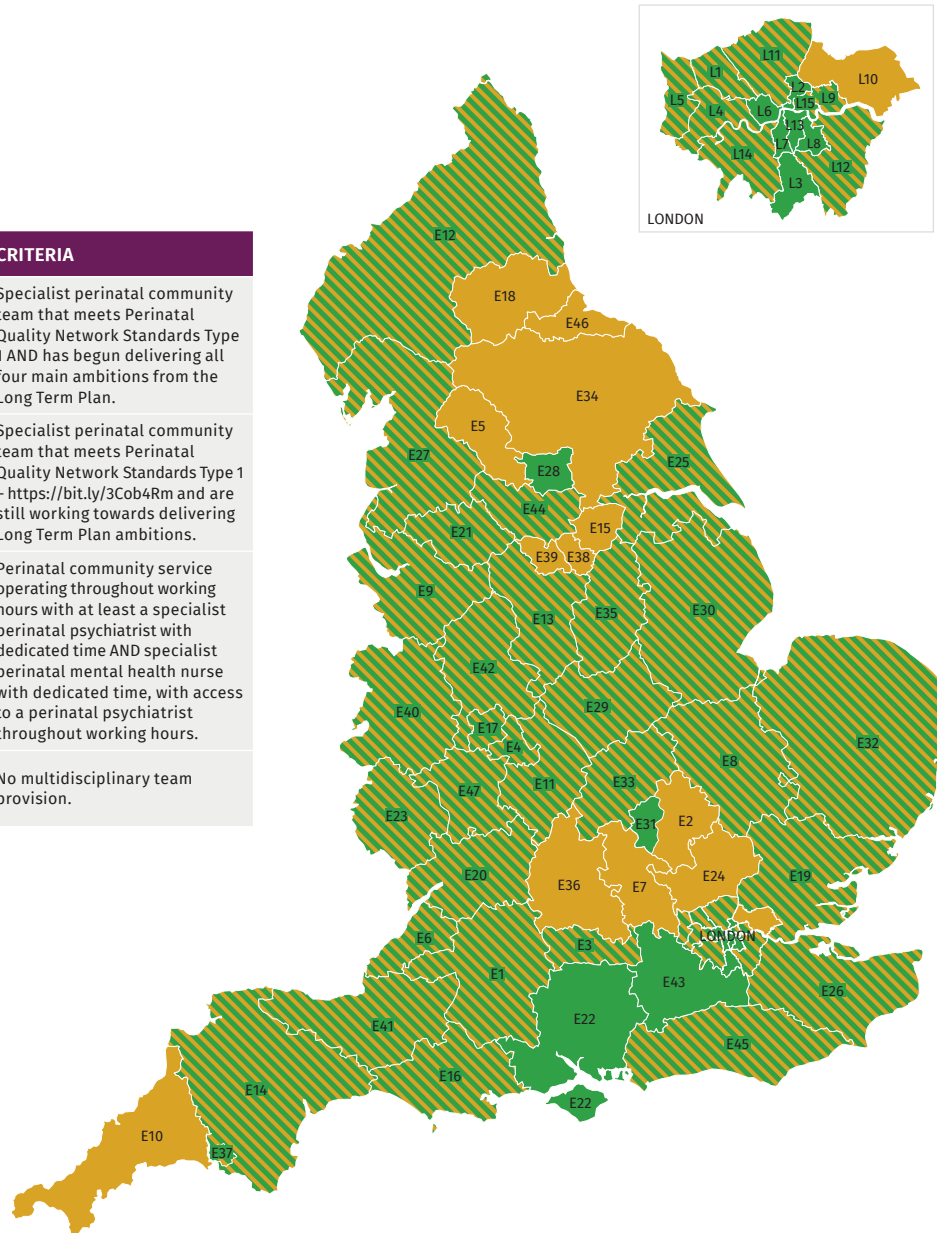 CRITERIA
Specialist perinatal community
team that meets Perinatal
Quality Network Standards Type
1 AND has begun delivering all
four main ambitions from the
Long Term Plan.
Specialist perinatal community
team that meets Perinatal
Quality Network Standards Type 1
- https://bit.ly/3Cob4Rm and are
still working towards delivering
Long Term Plan ambitions.
Perinatal community service
operating throughout working
hours with at least a specialist
perinatal psychiatrist with
dedicated time AND specialist
perinatal mental health nurse
with dedicated time, with access
to a perinatal psychiatrist
throughout working hours.
No multidisciplinary team
provision.
L11
L1
L10
L2
L5
L9
L15
L4
L6
L13
L7
L8
L14
L12
L3
LONDON
E12
E18
E46
E34
E5
E27
E28
E25
E44
E21
E15
E39
E38
E9
E13
E35
E30
E42
E40
E29
E17
E4
E32
E8
E47
E11
E33
E23
E31
E2
E20
E36
E7
E24
E19
E6
E3
LONDON
E1
E43
E26
E41
E22
E45
E16
E14
E22
E10
E37